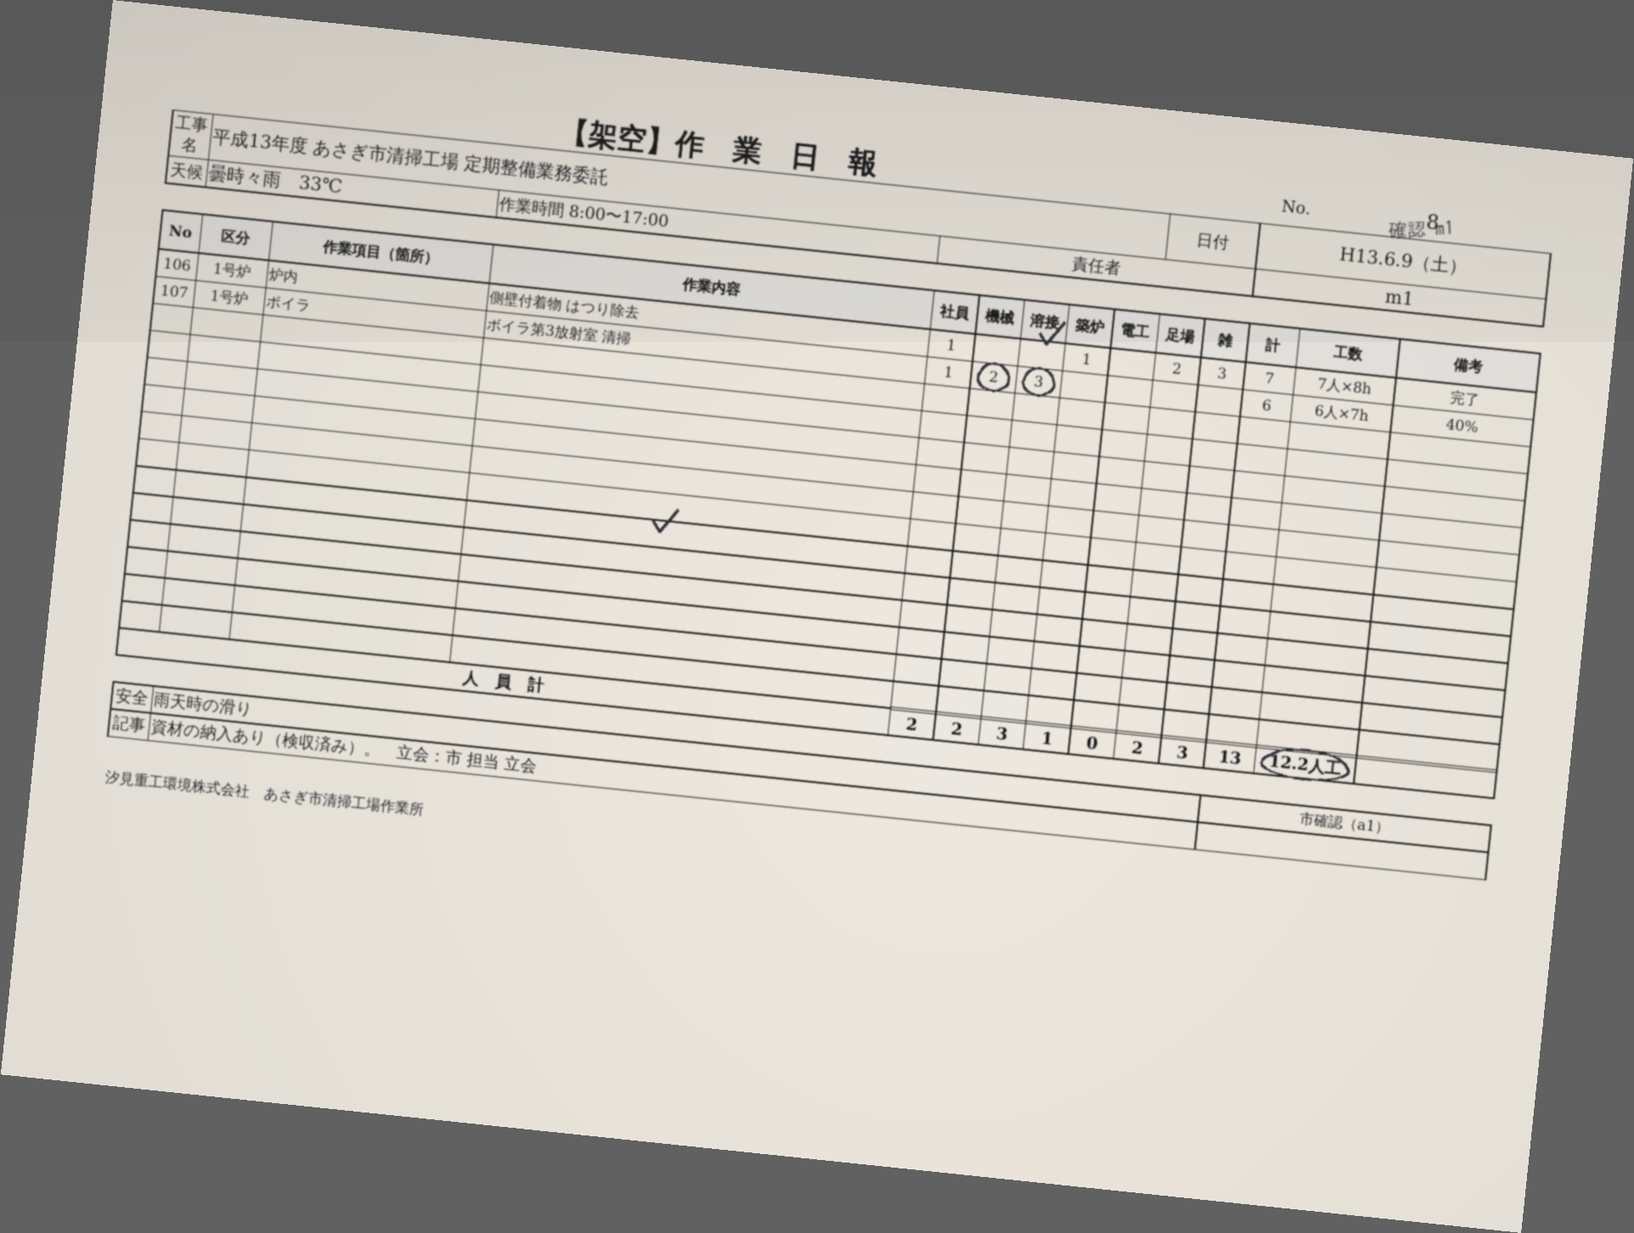 【架空】作 業 日 報
No. 8
確認 m1
工事名 平成13年度 あさぎ市清掃工場 定期整備業務委託 日付 H13.6.9（土）
天候 曇時々雨 33℃ 作業時間 8:00〜17:00 責任者 m1
No 区分 作業項目（箇所） 作業内容 社員 機械 溶接 築炉 電工 足場 雑 計 工数 備考
106 1号炉 炉内 側壁付着物 はつり除去 1 1 2 3 7 7人×8h 完了
107 1号炉 ボイラ ボイラ第3放射室 清掃 1 2 3 6 6人×7h 40%
人 員 計 2 2 3 1 0 2 3 13 12.2人工
安全 雨天時の滑り 市確認（a1）
記事 資材の納入あり（検収済み）。 立会：市 担当 立会
汐見重工環境株式会社 あさぎ市清掃工場作業所